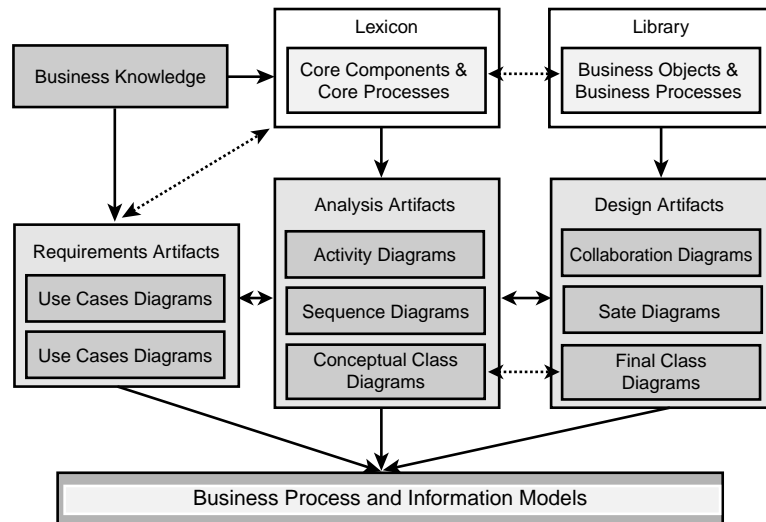 Lexicon
Library
Business Knowledge
Core Components &
Core Processes
Business Objects &
Business Processes
Requirements Artifacts
Use Cases Diagrams
Use Cases Diagrams
Analysis Artifacts
Activity Diagrams
Sequence Diagrams
Conceptual Class
Diagrams
Design Artifacts
Collaboration Diagrams
Sate Diagrams
Final Class
Diagrams
Business Process and Information Models